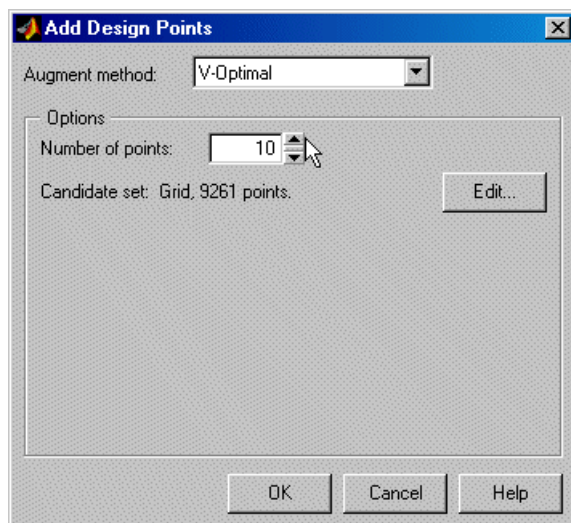 Add Design Points
Augment method: V-Optimal
Options
Number of points: 10
Candidate set: Grid, 9261 points. Edit...
OK Cancel Help